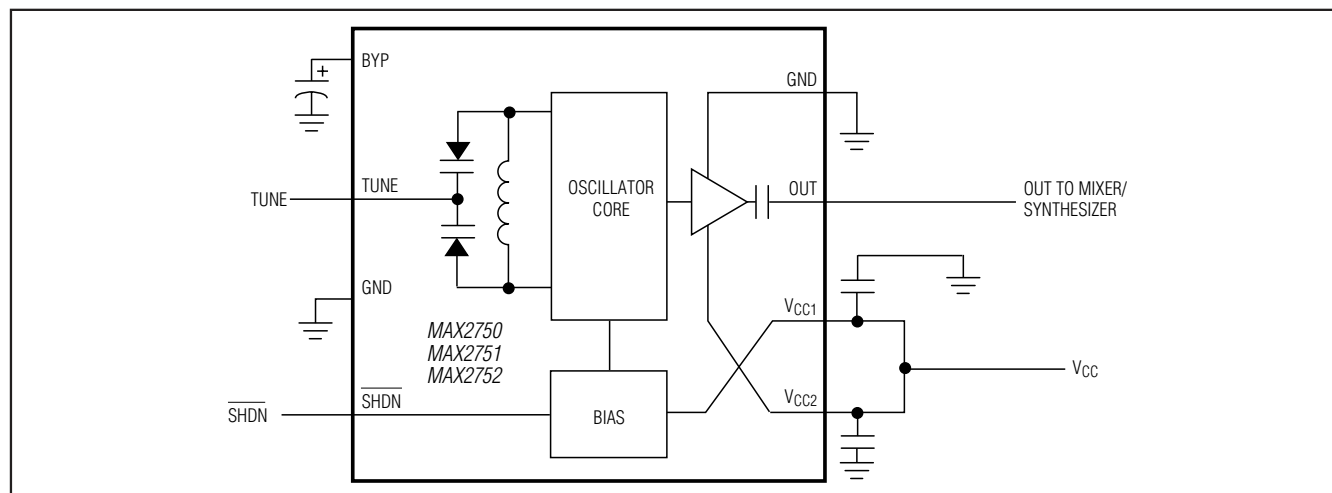 BYP
+
GND
TUNE
TUNE
OSCILLATOR
CORE
OUT
OUT TO MIXER/
SYNTHESIZER
GND
MAX2750
MAX2751
MAX2752
VCC1
VCC
SHDN
SHDN
BIAS
VCC2